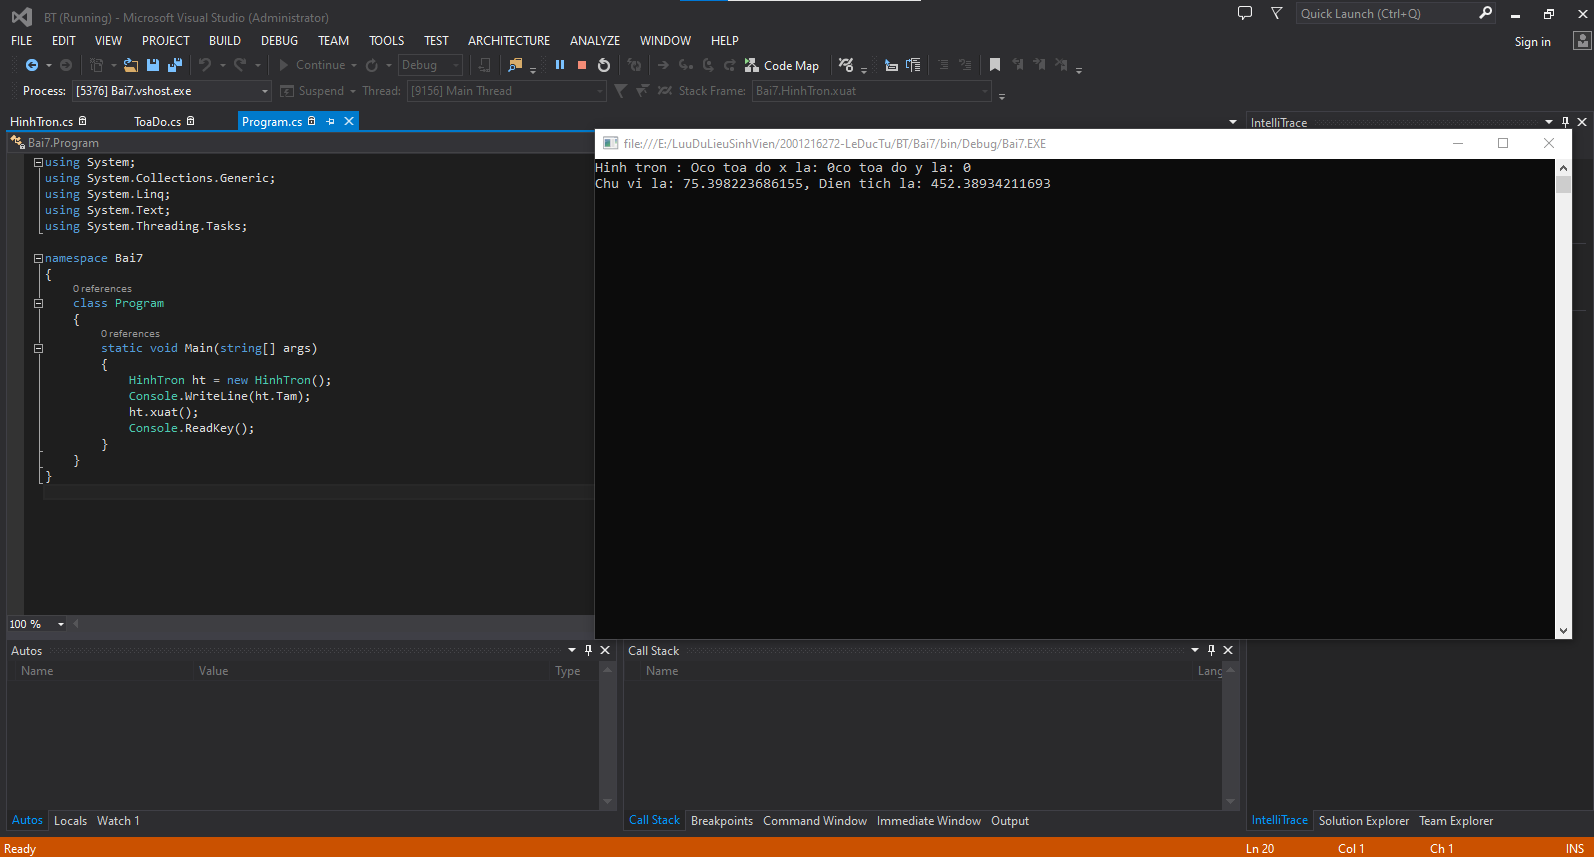 BT (Running) - Microsoft Visual Studio (Administrator)
Quick Launch (Ctrl+Q)
FILE EDIT VIEW PROJECT BUILD DEBUG TEAM TOOLS TEST ARCHITECTURE ANALYZE WINDOW HELP
Sign in
Continue Debug Code Map
Process: [5376] Bai7.vshost.exe Suspend Thread: [9156] Main Thread Stack Frame: Bai7.HinhTron.xuat
HinhTron.cs ToaDo.cs Program.cs
IntelliTrace
Bai7.Program
using System;
using System.Collections.Generic;
using System.Linq;
using System.Text;
using System.Threading.Tasks;
namespace Bai7
{
0 references
class Program
{
0 references
static void Main(string[] args)
{
HinhTron ht = new HinhTron();
Console.WriteLine(ht.Tam);
ht.xuat();
Console.ReadKey();
}
}
}
100 %
file:///E:/LuuDuLieuSinhVien/2001216272-LeDucTu/BT/Bai7/bin/Debug/Bai7.EXE
Hinh tron : Oco toa do x la: 0co toa do y la: 0
Chu vi la: 75.398223686155, Dien tich la: 452.38934211693
Autos
Name Value Type
Call Stack
Name Lang
Autos Locals Watch 1
Call Stack Breakpoints Command Window Immediate Window Output
IntelliTrace Solution Explorer Team Explorer
Ready
Ln 20 Col 1 Ch 1 INS